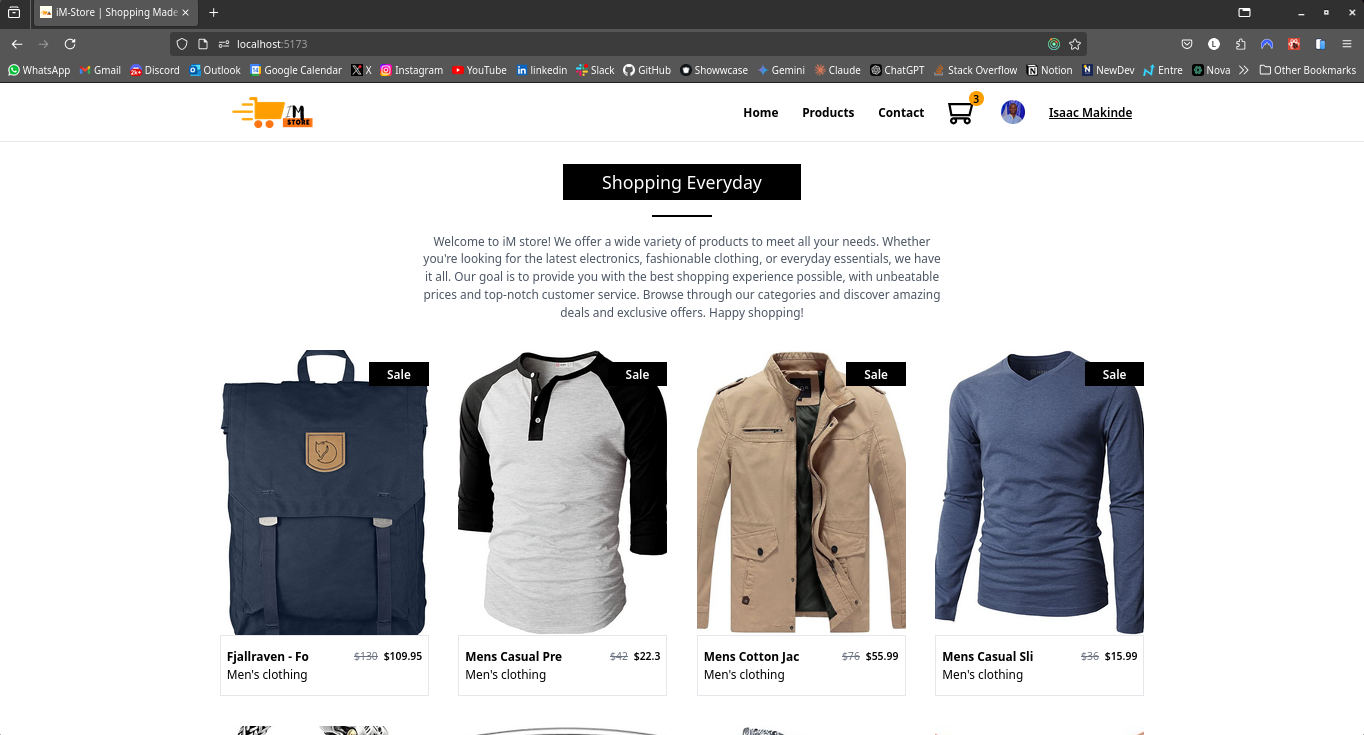 iM-Store | Shopping Made
localhost:5173
WhatsApp Gmail Discord Outlook Google Calendar X Instagram YouTube linkedin Slack GitHub Showwcase Gemini Claude ChatGPT Stack Overflow Notion NewDev Entre Nova Other Bookmarks
iM
STORE
Home Products Contact 3 Isaac Makinde
Shopping Everyday
Welcome to iM store! We offer a wide variety of products to meet all your needs. Whether
you're looking for the latest electronics, fashionable clothing, or everyday essentials, we have
it all. Our goal is to provide you with the best shopping experience possible, with unbeatable
prices and top-notch customer service. Browse through our categories and discover amazing
deals and exclusive offers. Happy shopping!
Sale Sale Sale Sale
Fjallraven - Fo $130 $109.95
Men's clothing
Mens Casual Pre $42 $22.3
Men's clothing
Mens Cotton Jac $76 $55.99
Men's clothing
Mens Casual Sli $36 $15.99
Men's clothing